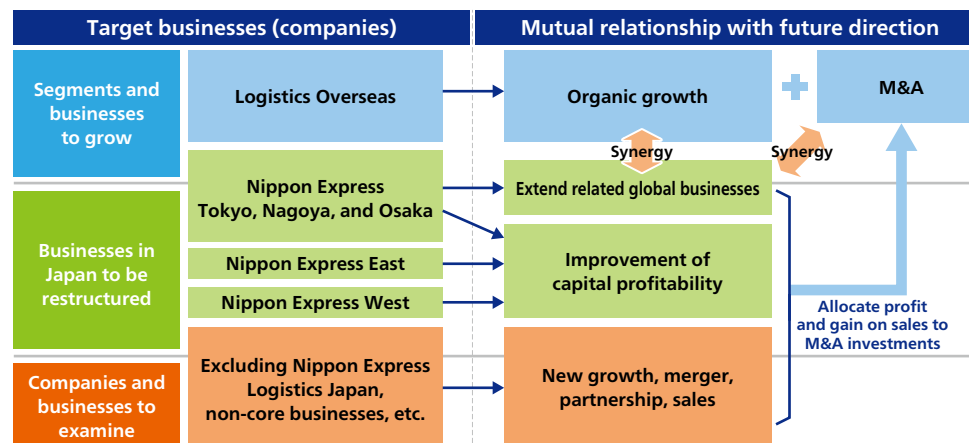 Target businesses (companies)
Mutual relationship with future direction
Segments and
businesses
to grow
Logistics Overseas
Organic growth
M&A
Synergy
Synergy
Nippon Express
Tokyo, Nagoya, and Osaka
Extend related global businesses
Businesses in
Japan to be
restructured
Nippon Express East
Nippon Express West
Improvement of
capital profitability
Allocate profit
and gain on sales to
M&A investments
Companies and
businesses to
examine
Excluding Nippon Express
Logistics Japan,
non-core businesses, etc.
New growth, merger,
partnership, sales